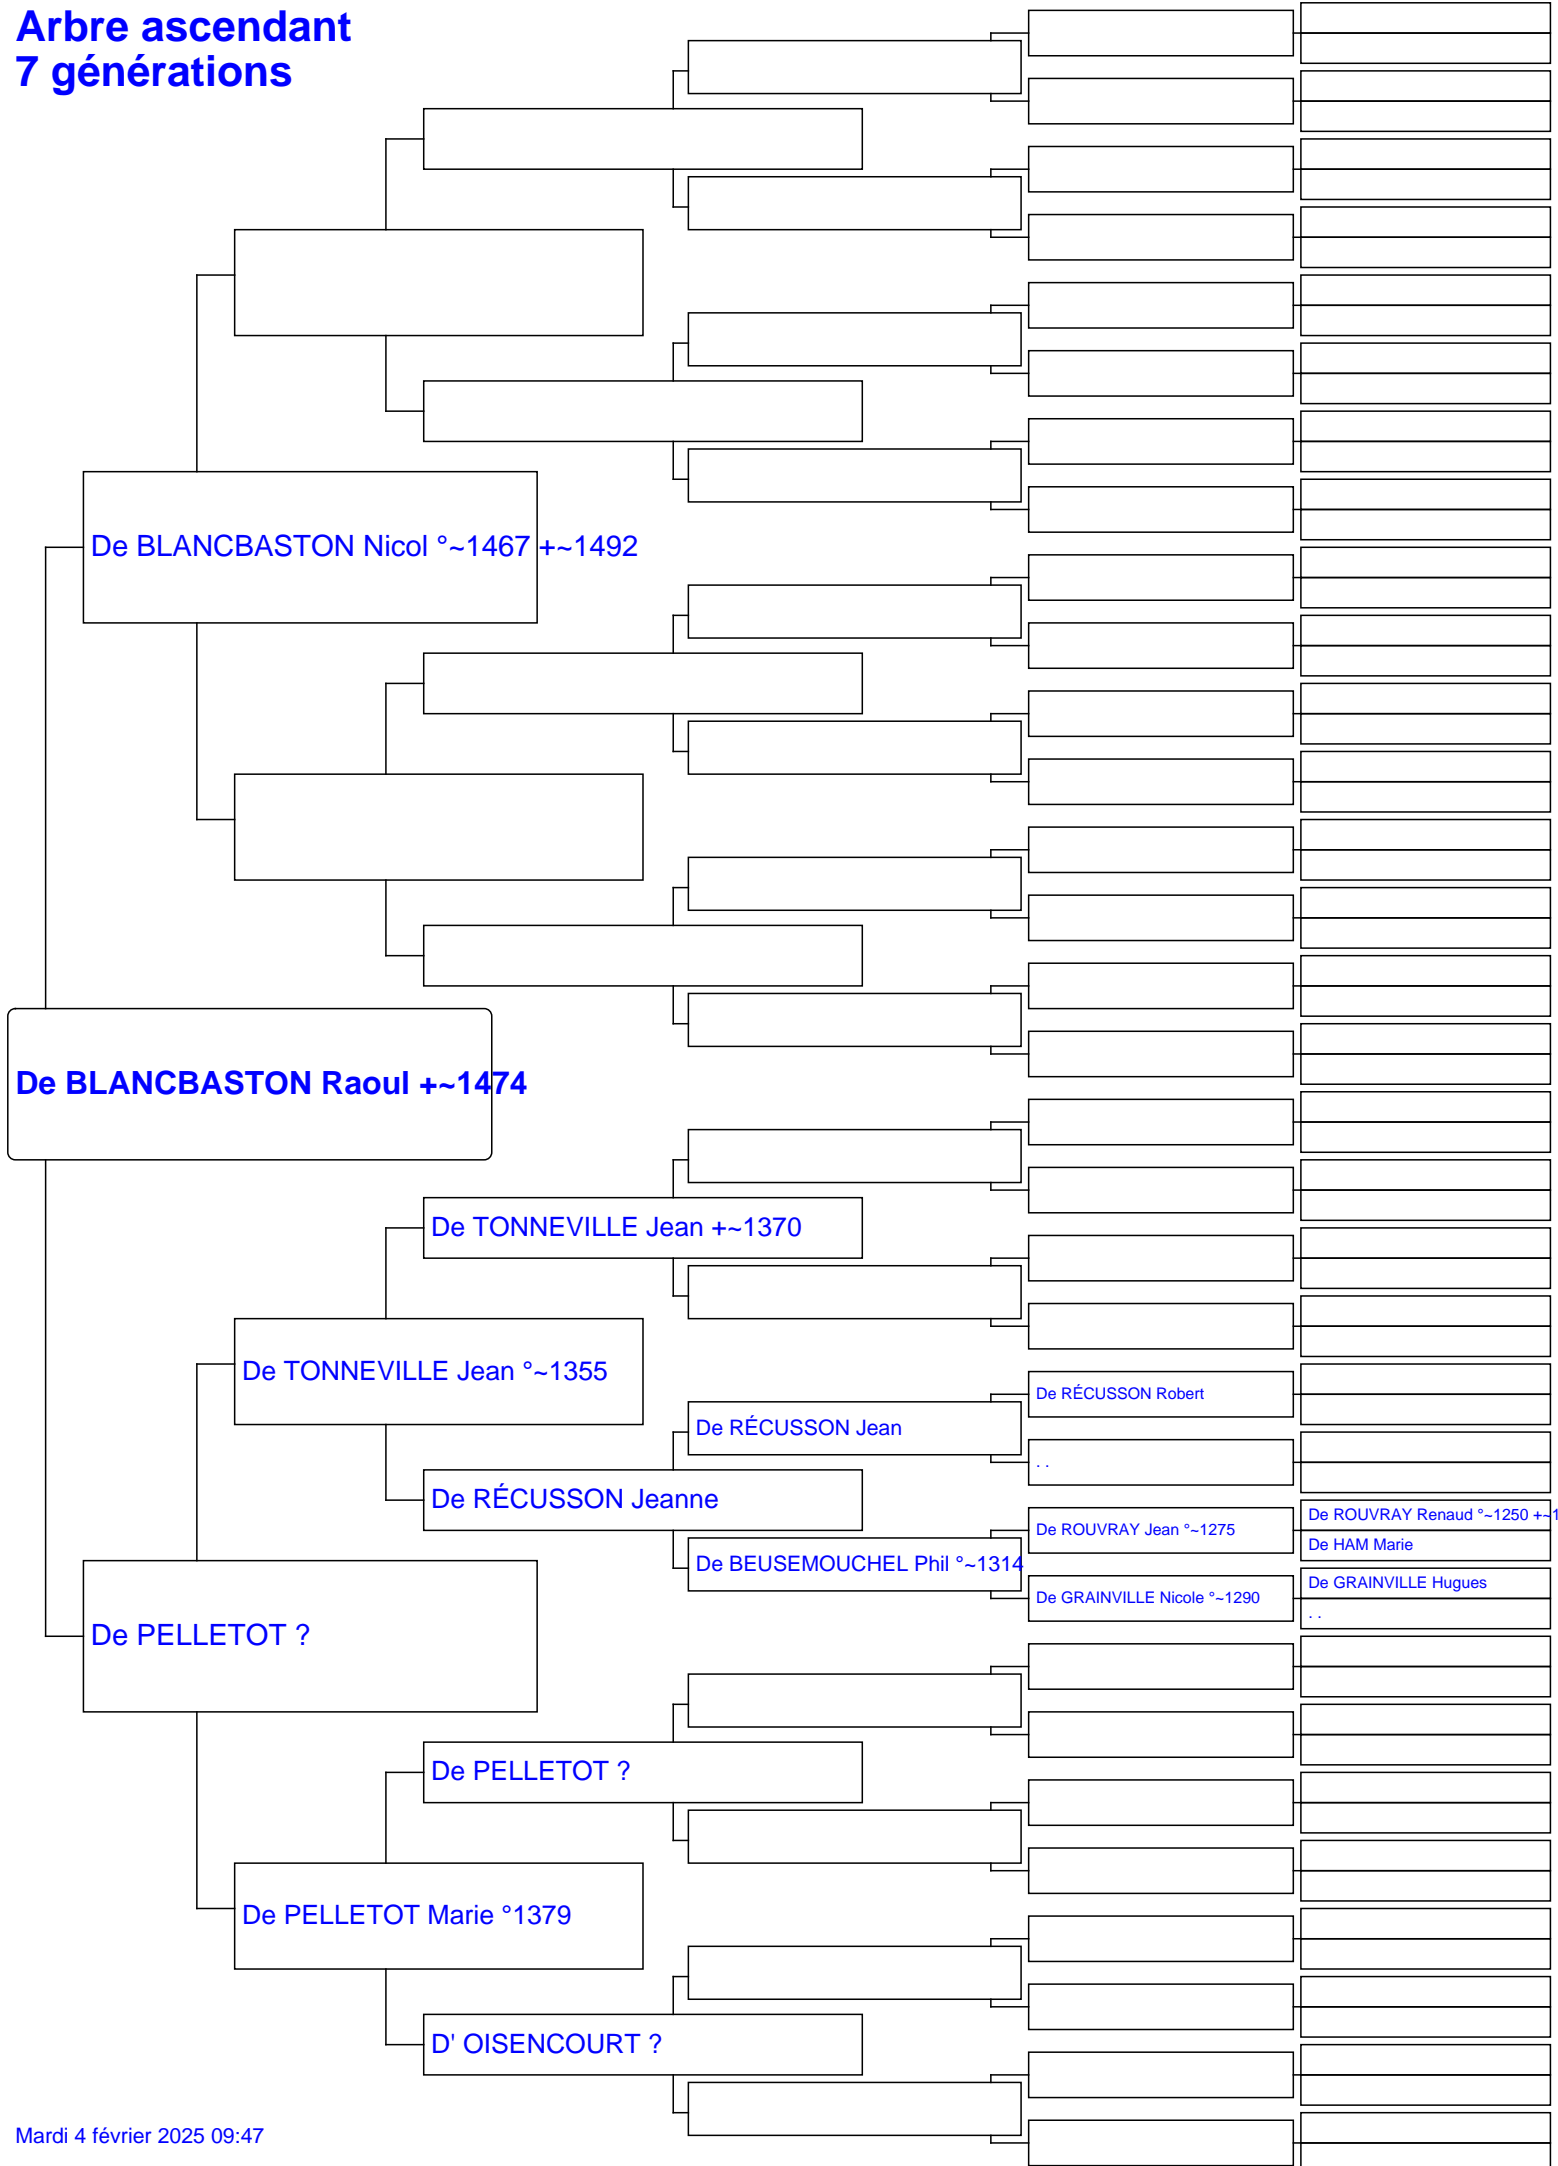 Arbre ascendant
7 générations
De BLANCBASTON Nicol °~1467 +~1492
De BLANCBASTON Raoul +~1474
De TONNEVILLE Jean +~1370
De TONNEVILLE Jean °~1355
De RÉCUSSON Robert
De RÉCUSSON Jean
. .
De RÉCUSSON Jeanne
De ROUVRAY Renaud °~1250 +~1
De ROUVRAY Jean °~1275
De HAM Marie
De BEUSEMOUCHEL Phil °~1314
De GRAINVILLE Hugues
De GRAINVILLE Nicole °~1290
. .
De PELLETOT ?
De PELLETOT ?
De PELLETOT Marie °1379
D' OISENCOURT ?
Mardi 4 février 2025 09:47